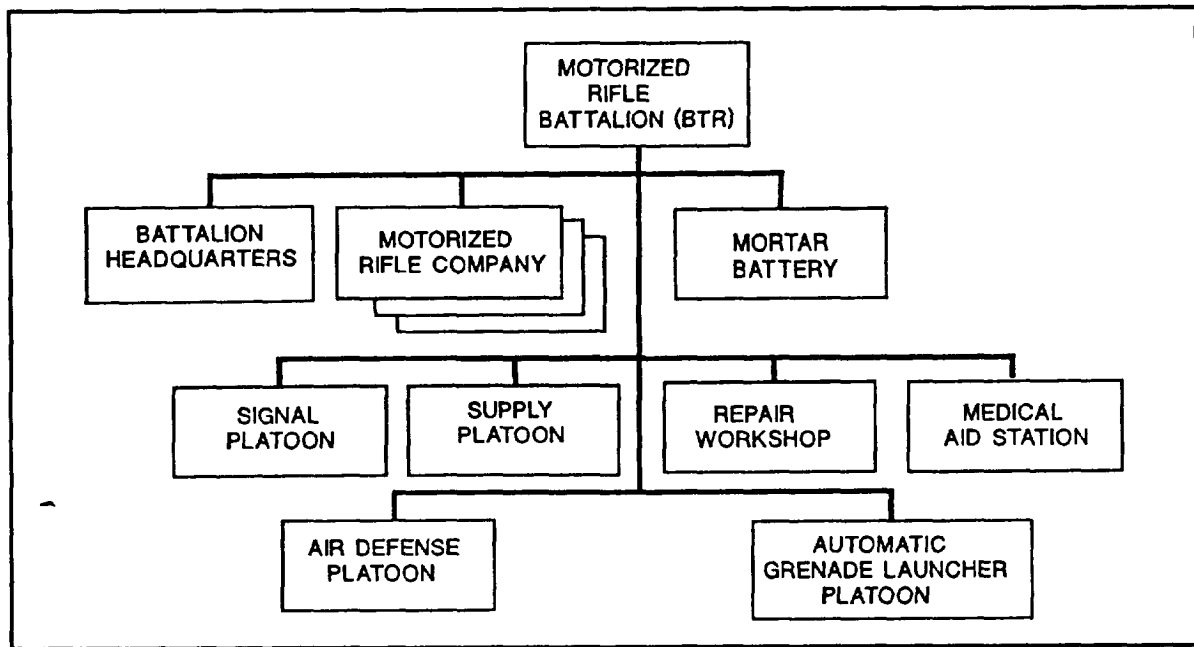 MOTORIZED
RIFLE
BATTALION (BTR)
BATTALION
HEADQUARTERS
MOTORIZED
RIFLE COMPANY
MORTAR
BATTERY
SIGNAL
PLATOON
SUPPLY
PLATOON
REPAIR
WORKSHOP
MEDICAL
AID STATION
AIR DEFENSE
PLATOON
AUTOMATIC
GRENADE LAUNCHER
PLATOON